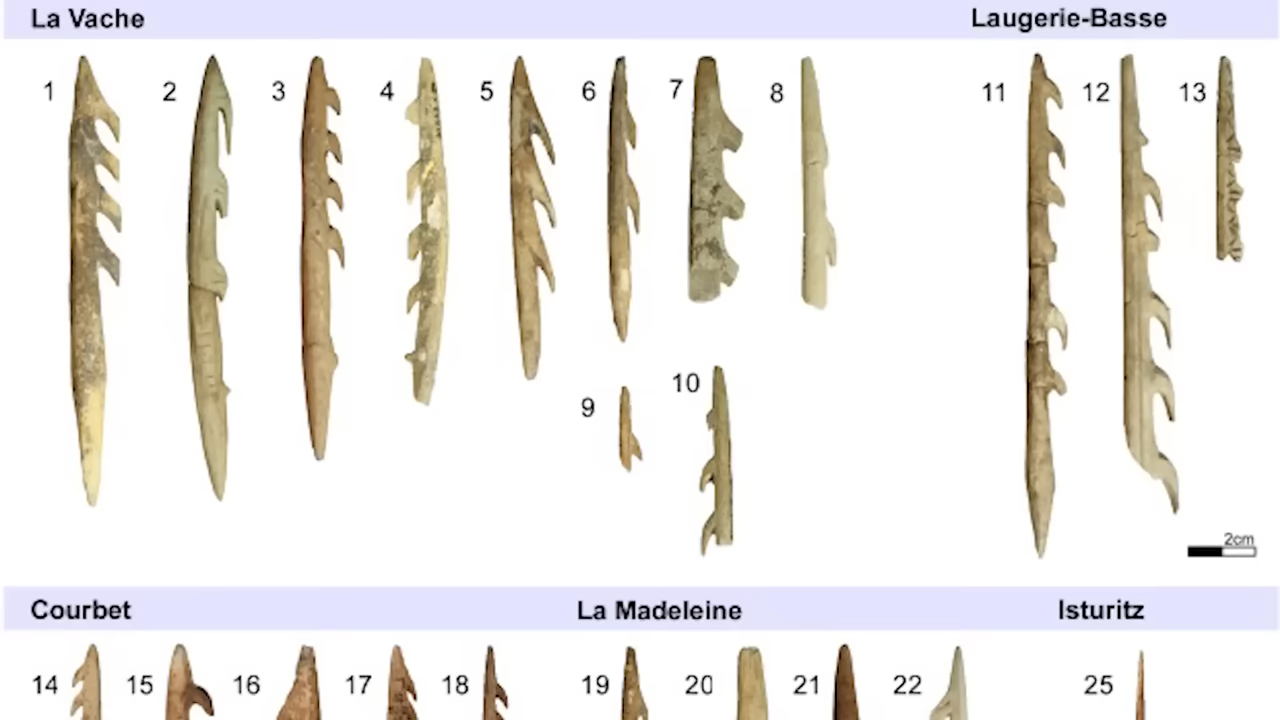 La Vache Laugerie-Basse
1 2 3 4 5 6 7 8 11 12 13
9 10
2cm
Courbet La Madeleine Isturitz
14 15 16 17 18 19 20 21 22 25